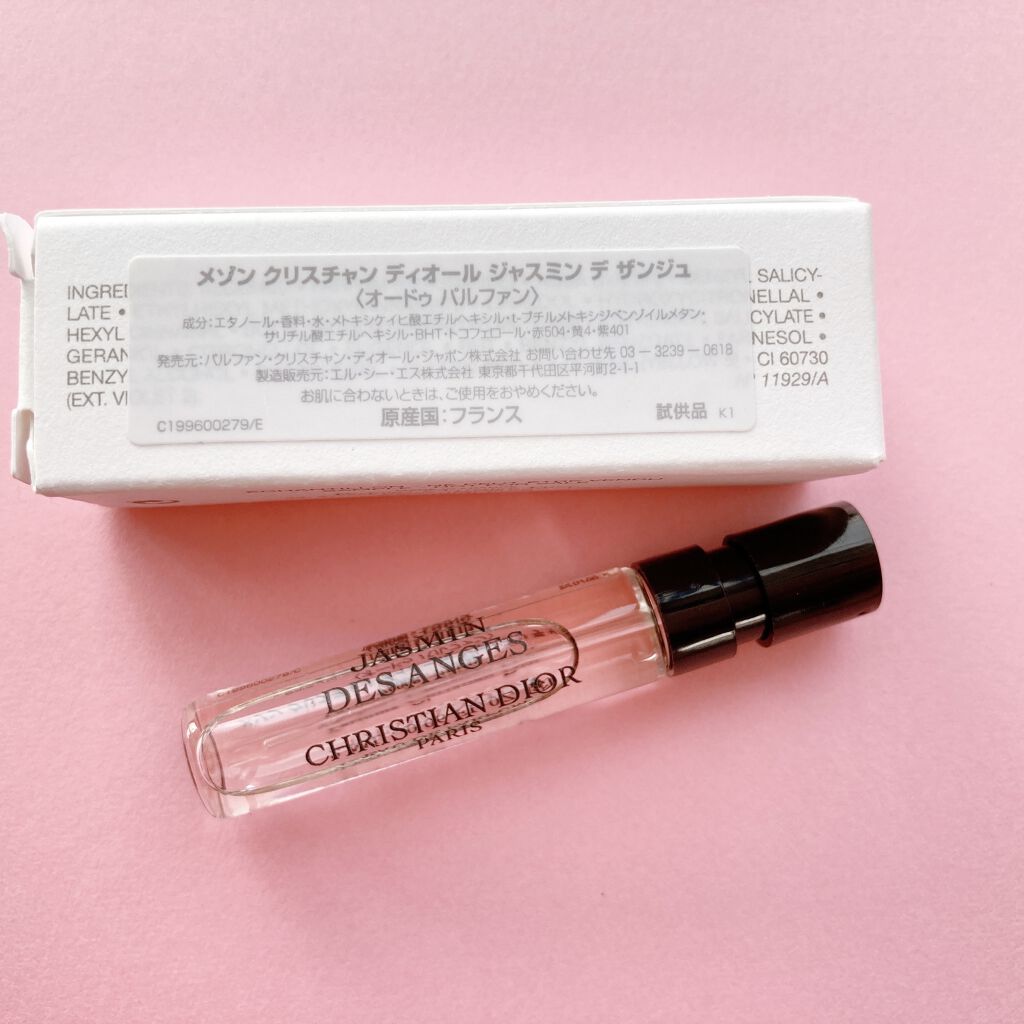 メゾン クリスチャン ディオール ジャスミン デ ザンジュ
〈オードゥ パルファン〉
成分：エタノール・香料・水・メトキシケイヒ酸エチルヘキシル・t-ブチルメトキシジベンゾイルメタン・
サリチル酸エチルヘキシル・BHT・トコフェロール・赤504・黄4・紫401
発売元：パルファン・クリスチャン・ディオール・ジャポン株式会社 お問い合わせ先 03－3239－0618
製造販売元：エル・シー・エス株式会社 東京都千代田区平河町2-1-1
お肌に合わないときは、ご使用をおやめください。
C199600279/E 原産国：フランス 試供品 K1
LATE •
HEXYL
(EXT.
SALICY-
•
•
•
CI 60730
11929/A
JASMIN
DES ANGES
CHRISTIAN DIOR
PARIS